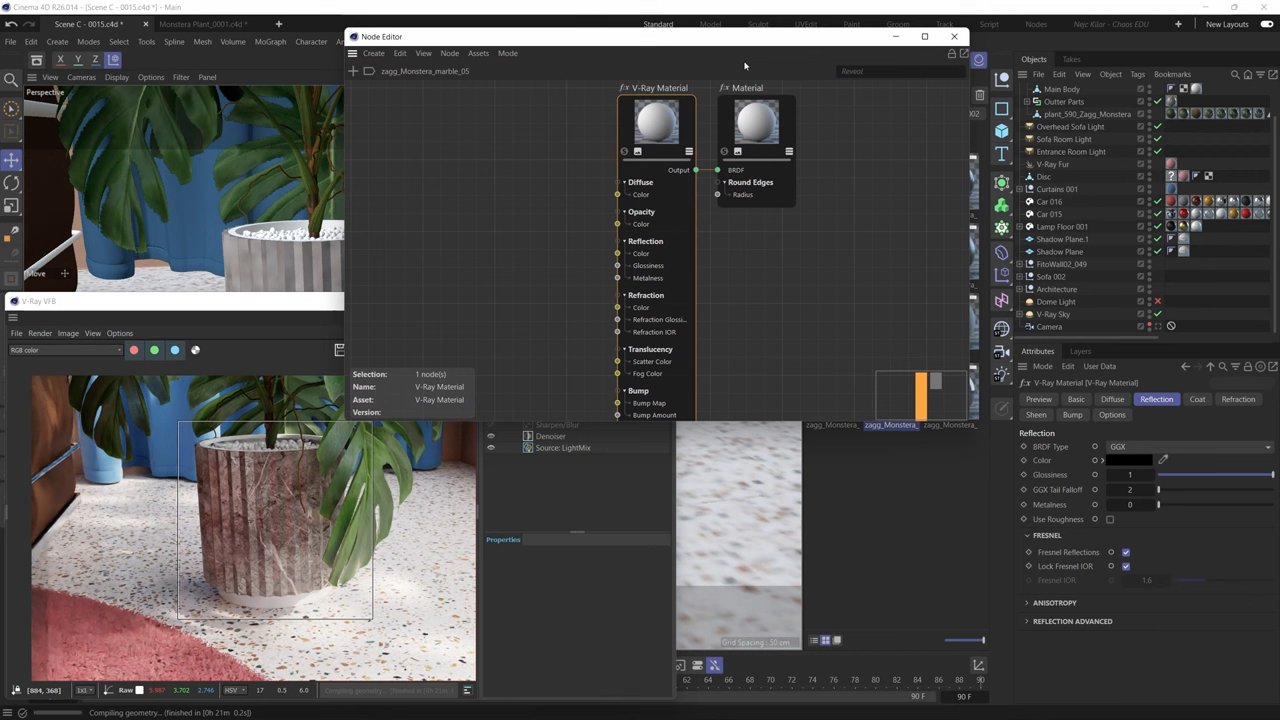 Cinema 4D R26.014 - [Scene C - 0015.c4d *] - Main
Scene C - 0015.c4d *
Monstera Plant_0001.c4d *
Standard
Model
Sculpt
UVEdit
Paint
Groom
Track
Script
Nodes
Nejc Kilar - Chaos EDU
New Layouts
File
Edit
Create
Modes
Select
Tools
Spline
Mesh
Volume
MoGraph
Character
X
Y
Z
View
Cameras
Display
Options
Filter
Panel
Perspective
Move
Node Editor
Create
Edit
View
Node
Assets
Mode
zagg_Monstera_marble_05
Reveal
V-Ray Material
Output
Diffuse
Color
Opacity
Color
Reflection
Color
Glossiness
Metalness
Refraction
Color
Refraction Glossi...
Refraction IOR
Translucency
Scatter Color
Fog Color
Bump
Bump Map
Bump Amount
Material
BRDF
Round Edges
Radius
Selection: 1 node(s)
Name: V-Ray Material
Asset: V-Ray Material
Version:
V-Ray VFB
File
Render
Image
View
Options
RGB color
Sharpen/Blur
Denoiser
Source: LightMix
Properties
[884, 368]
1x1
Raw
5.987
3.702
2.746
HSV
17
0.5
6.0
Compiling geometry... (finished in [0h 21m
Compiling geometry... (finished in [0h 21m 0.2s])
Grid Spacing : 50 cm
zagg_Monstera_
zagg_Monstera_
zagg_Monstera_
62 64 66 68 70 72 74 76 78 80 82 84 86 88 90
90 F
90 F
Objects
Takes
File
Edit
View
Object
Tags
Bookmarks
Main Body
Outter Parts
plant_590_Zagg_Monstera
Overhead Sofa Light
Sofa Room Light
Entrance Room Light
V-Ray Fur
Disc
Curtains 001
Car 016
Car 015
Lamp Floor 001
Shadow Plane.1
Shadow Plane
FitoWall02_049
Sofa 002
Architecture
Dome Light
V-Ray Sky
Camera
Attributes
Layers
Mode
Edit
User Data
V-Ray Material [V-Ray Material]
Preview
Basic
Diffuse
Reflection
Coat
Refraction
Sheen
Bump
Options
Reflection
BRDF Type GGX
Color
Glossiness 1
GGX Tail Falloff 2
Metalness 0
Use Roughness
FRESNEL
Fresnel Reflections
Lock Fresnel IOR
Fresnel IOR 1.6
ANISOTROPY
REFLECTION ADVANCED